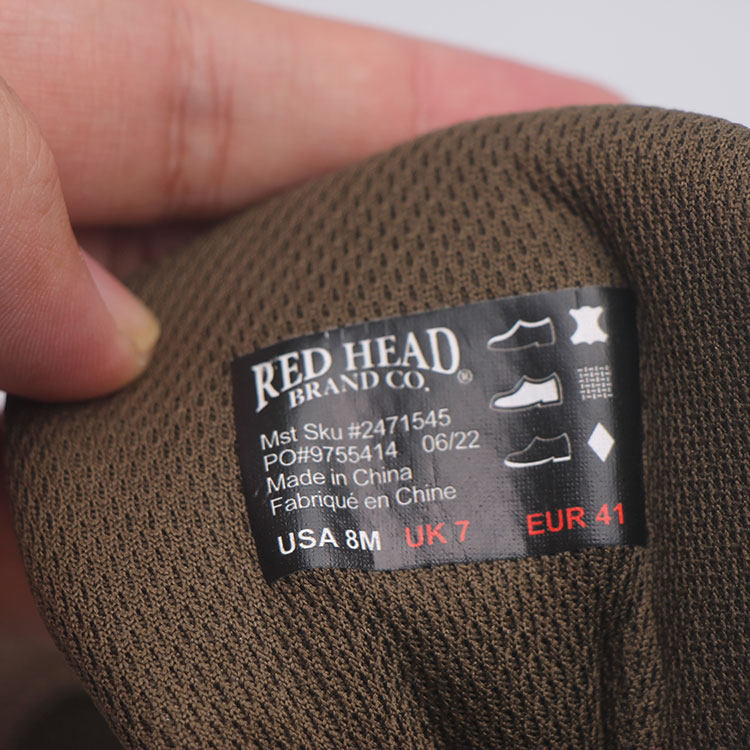 RED HEAD
BRAND CO.®
Mst Sku #2471545
PO#9755414 06/22
Made in China
Fabriqué en Chine
USA 8M UK 7 EUR 41